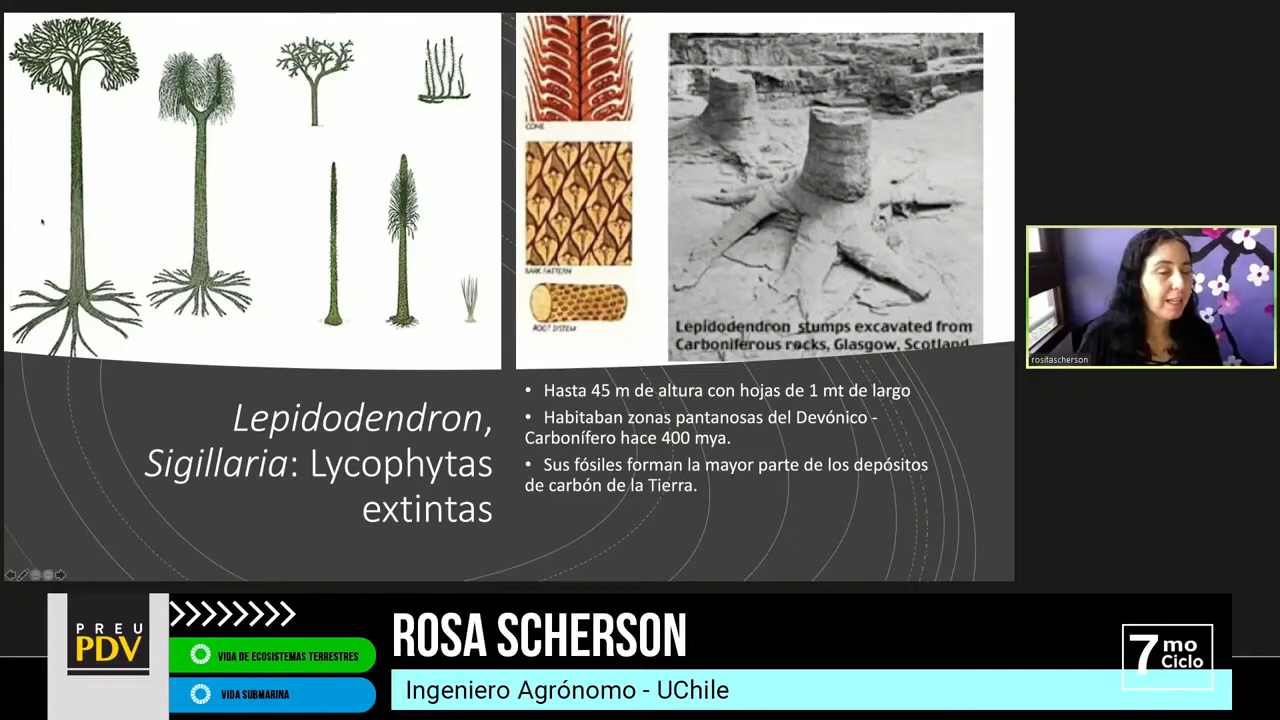 CONE
BARK PATTERN
ROOT SYSTEM
Lepidodendron stumps excavated from
Carboniferous rocks, Glasgow, Scotland
Lepidodendron,
Sigillaria: Lycophytas
extintas
• Hasta 45 m de altura con hojas de 1 mt de largo
• Habitaban zonas pantanosas del Devónico -
Carbonífero hace 400 mya.
• Sus fósiles forman la mayor parte de los depósitos
de carbón de la Tierra.
rositascherson
PREU
PDV
VIDA DE ECOSISTEMAS TERRESTRES
VIDA SUBMARINA
ROSA SCHERSON
Ingeniero Agrónomo - UChile
7mo
Ciclo